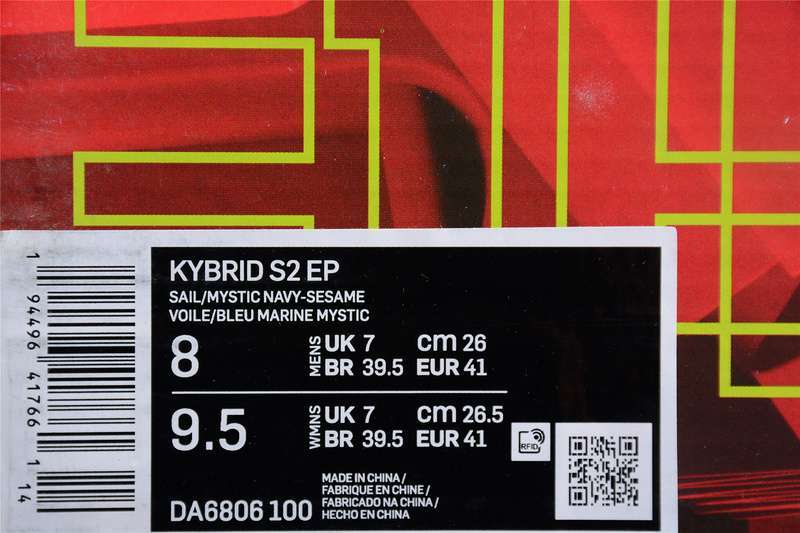 KYBRID S2 EP
SAIL/MYSTIC NAVY-SESAME
VOILE/BLEU MARINE MYSTIC
8 MENS UK 7 cm 26
BR 39.5 EUR 41
9.5 WMNS UK 7 cm 26.5
BR 39.5 EUR 41
RFID
DA6806 100
MADE IN CHINA /
FABRIQUE EN CHINE /
FABRICADO NA CHINA /
HECHO EN CHINA
1 94496 41766 1 14